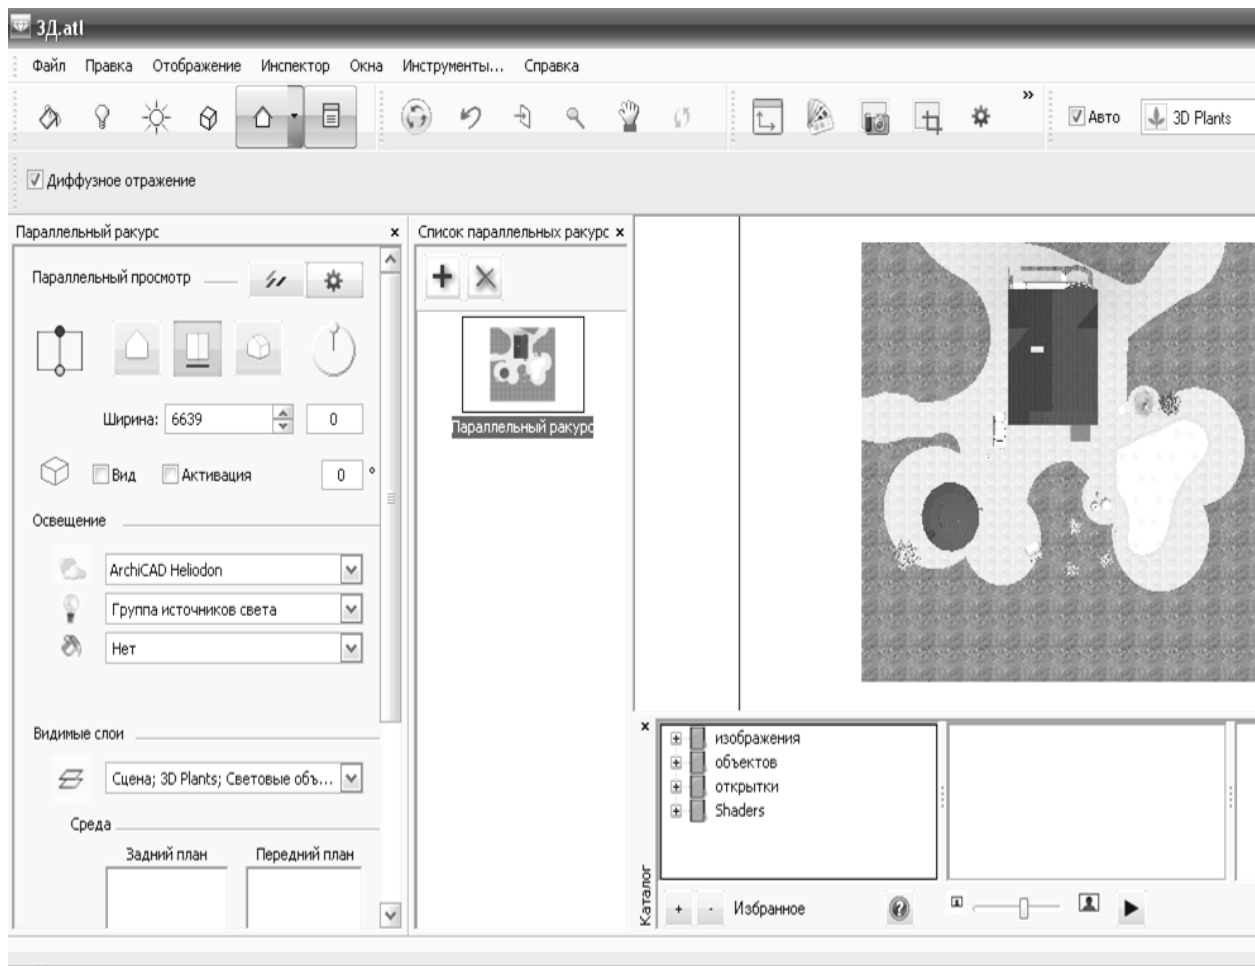 3Д.atl
Файл Правка Отображение Инспектор Окна Инструменты... Справка
» Авто 3D Plants
Диффузное отражение
Параллельный ракурс x
Список параллельных ракурс x
Параллельный просмотр
Ширина: 6639 0
Параллельный ракурс
Вид Активация 0 °
Освещение
ArchiCAD Heliodon
Группа источников света
Нет
Видимые слои
Сцена; 3D Plants; Световые объ...
Среда
Задний план Передний план
x
изображения
объектов
открытки
Shaders
Каталог
+ - Избранное ?